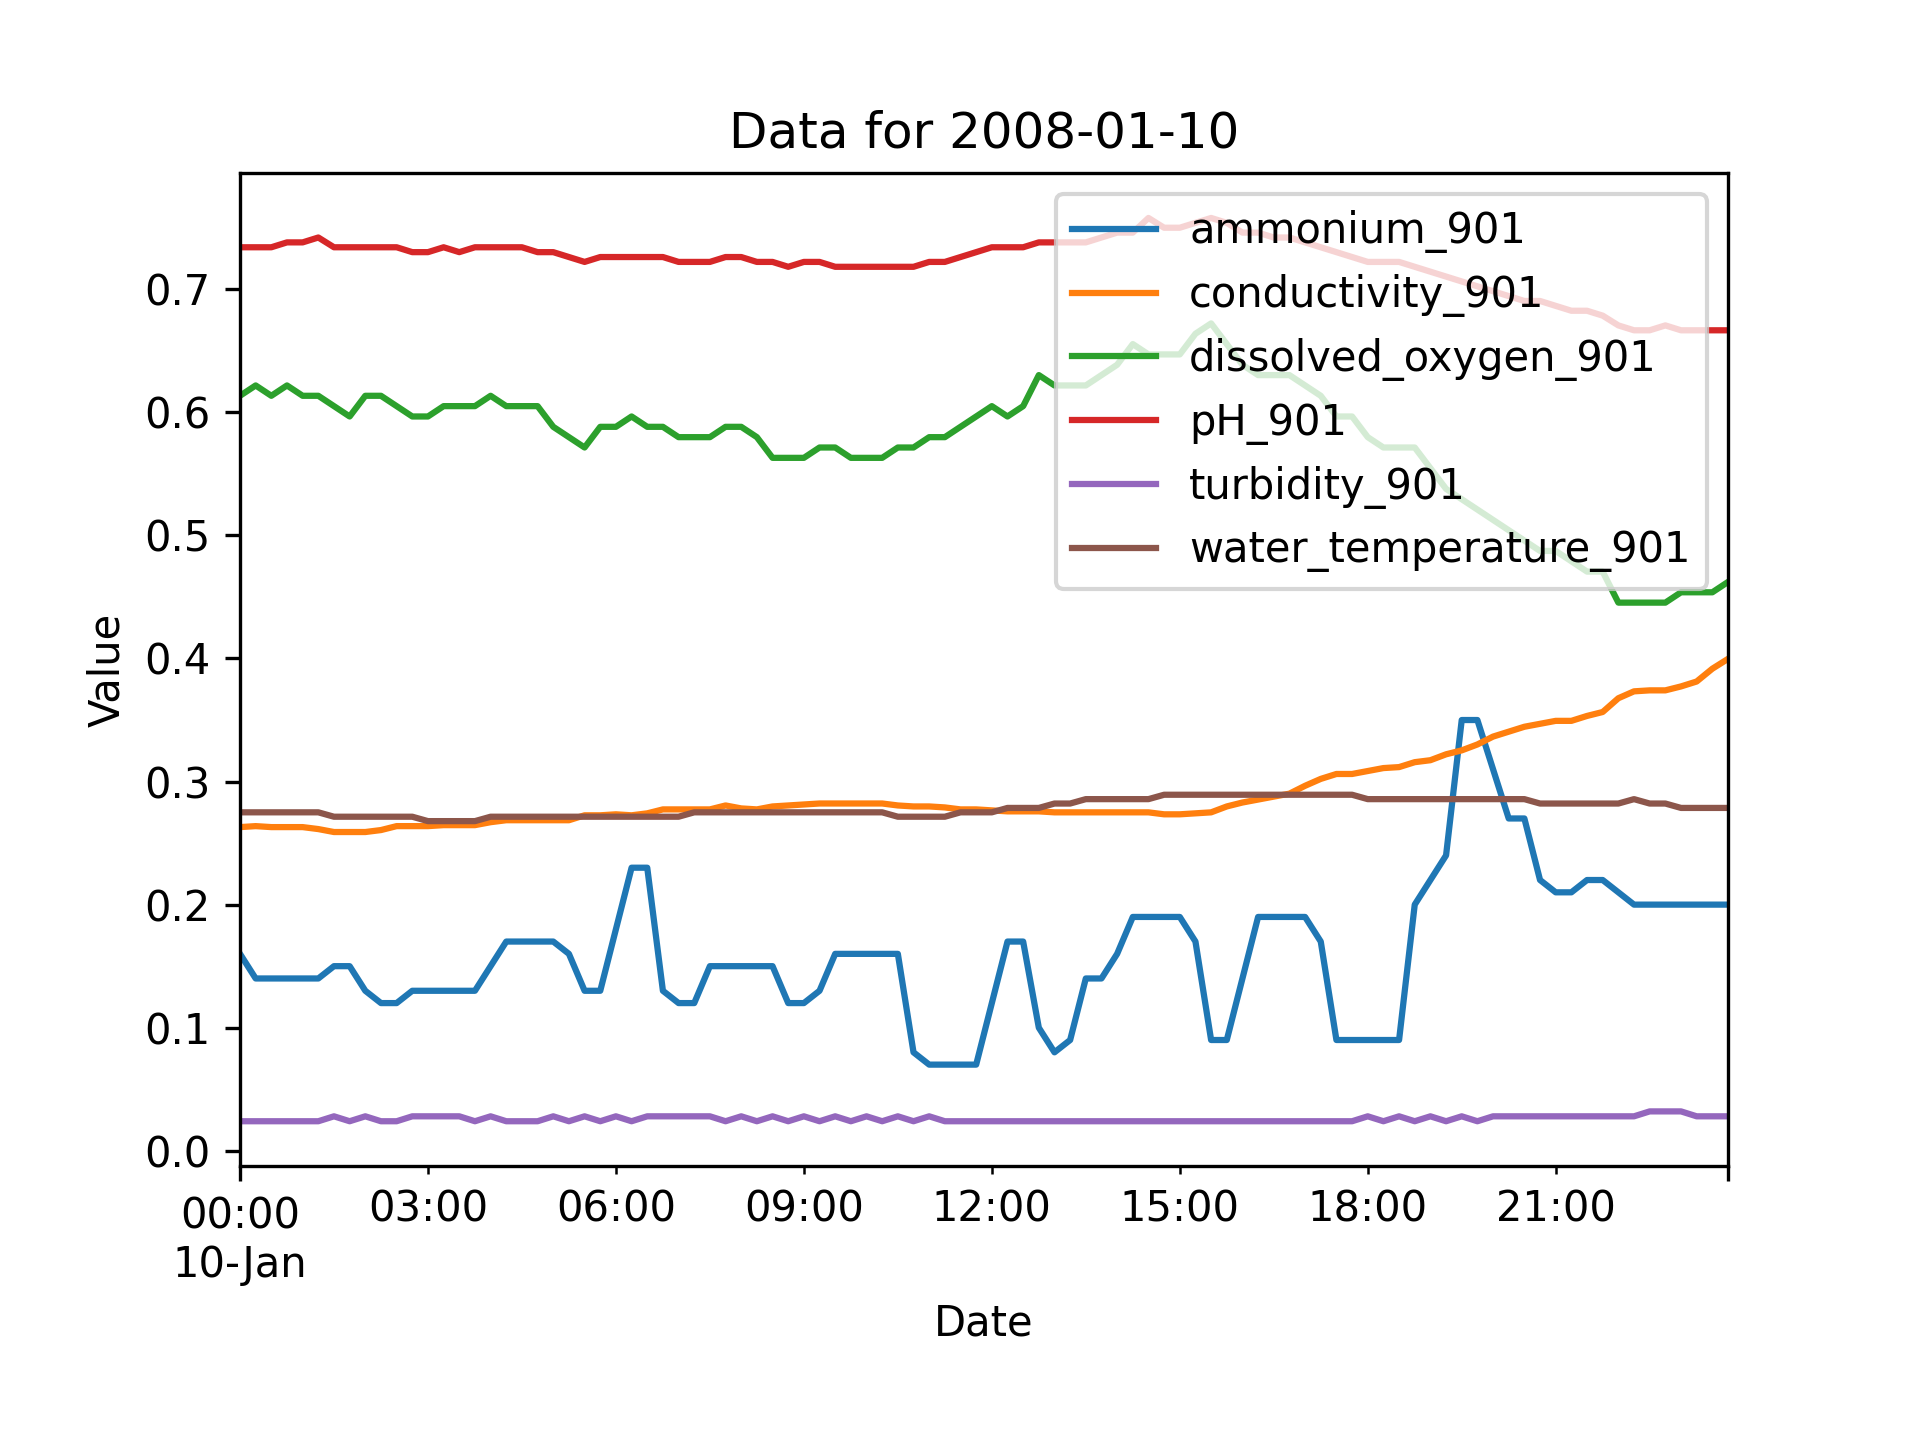 Data for 2008-01-10
ammonium_901
conductivity_901
dissolved_oxygen_901
pH_901
turbidity_901
water_temperature_901
Value
0.7
0.6
0.5
0.4
0.3
0.2
0.1
0.0
00:00 03:00 06:00 09:00 12:00 15:00 18:00 21:00
10-Jan
Date